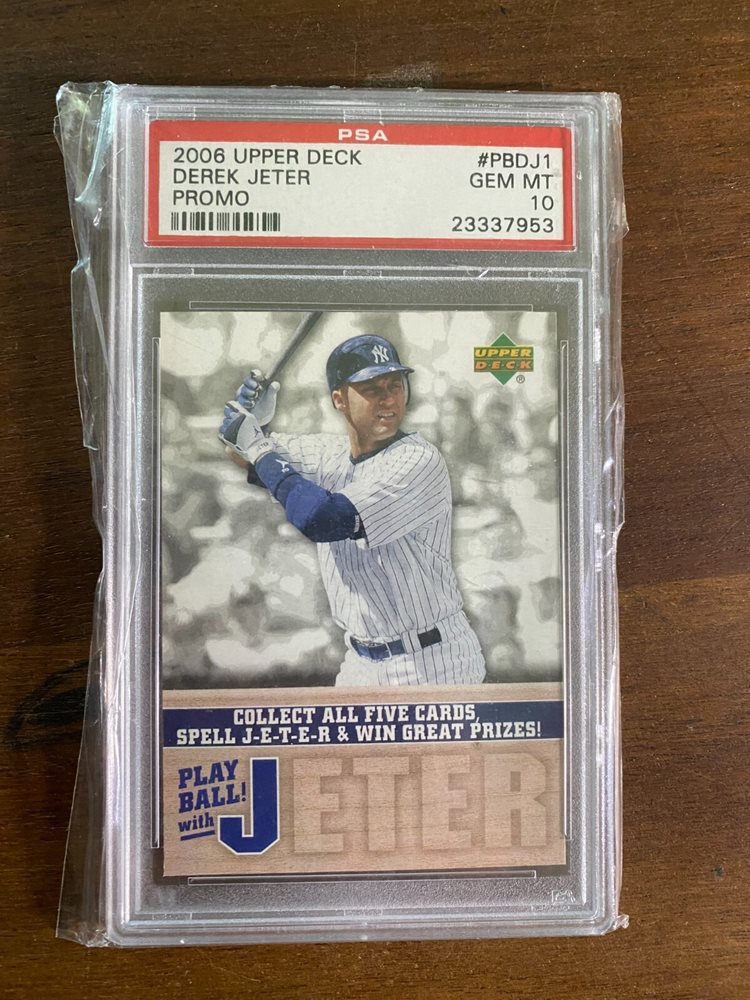 PSA
2006 UPPER DECK #PBDJ1
DEREK JETER GEM MT
PROMO 10
23337953
NY
UPPER
DECK
®
COLLECT ALL FIVE CARDS,
SPELL J-E-T-E-R & WIN GREAT PRIZES!
PLAY
BALL!
with JETER